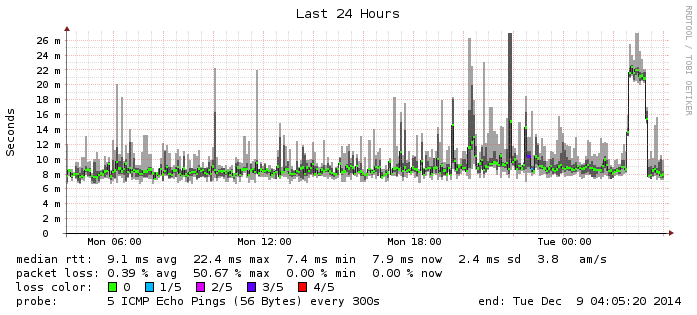 Last 24 Hours
RRDTOOL / TOBI OETIKER
Seconds
26 m
24 m
22 m
20 m
18 m
16 m
14 m
12 m
10 m
8 m
6 m
4 m
2 m
0
Mon 06:00 Mon 12:00 Mon 18:00 Tue 00:00
median rtt: 9.1 ms avg 22.4 ms max 7.4 ms min 7.9 ms now 2.4 ms sd 3.8 am/s
packet loss: 0.39 % avg 50.67 % max 0.00 % min 0.00 % now
loss color: 0 1/5 2/5 3/5 4/5
probe: 5 ICMP Echo Pings (56 Bytes) every 300s end: Tue Dec 9 04:05:20 2014